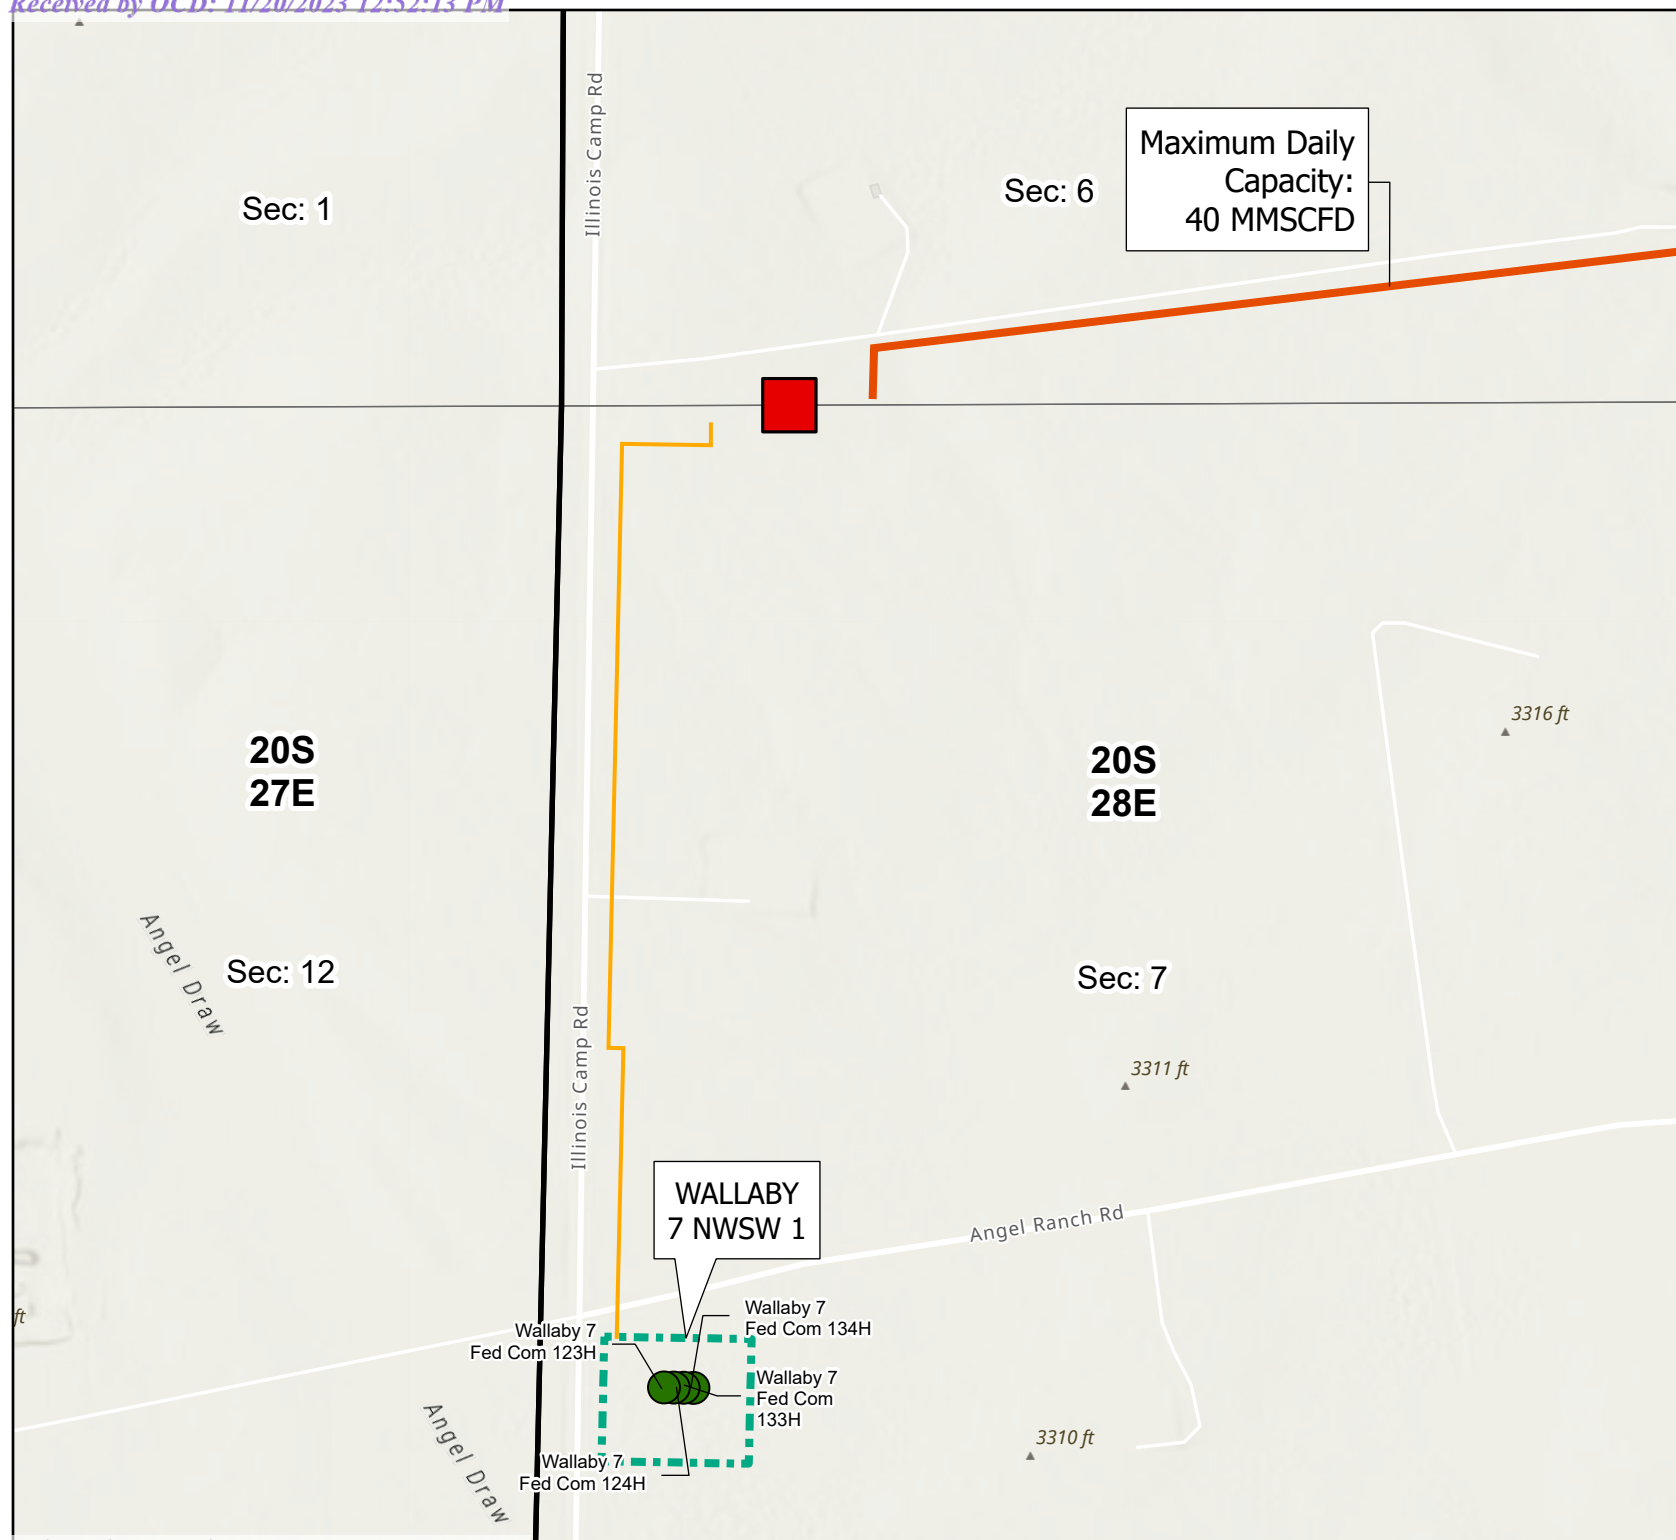 Received by OCD: 11/20/2023 12:52:13 PM
Illinois Camp Rd
Maximum Daily
Capacity:
40 MMSCFD
Sec: 6
Sec: 1
3316 ft
20S
27E
20S
28E
Angel Draw
Sec: 12
Sec: 7
Illinois Camp Rd
3311 ft
WALLABY
7 NWSW 1
Angel Ranch Rd
ft
Wallaby 7
Fed Com 134H
Wallaby 7
Fed Com 123H
Wallaby 7
Fed Com
133H
Angel Draw
3310 ft
Wallaby 7
Fed Com 124H